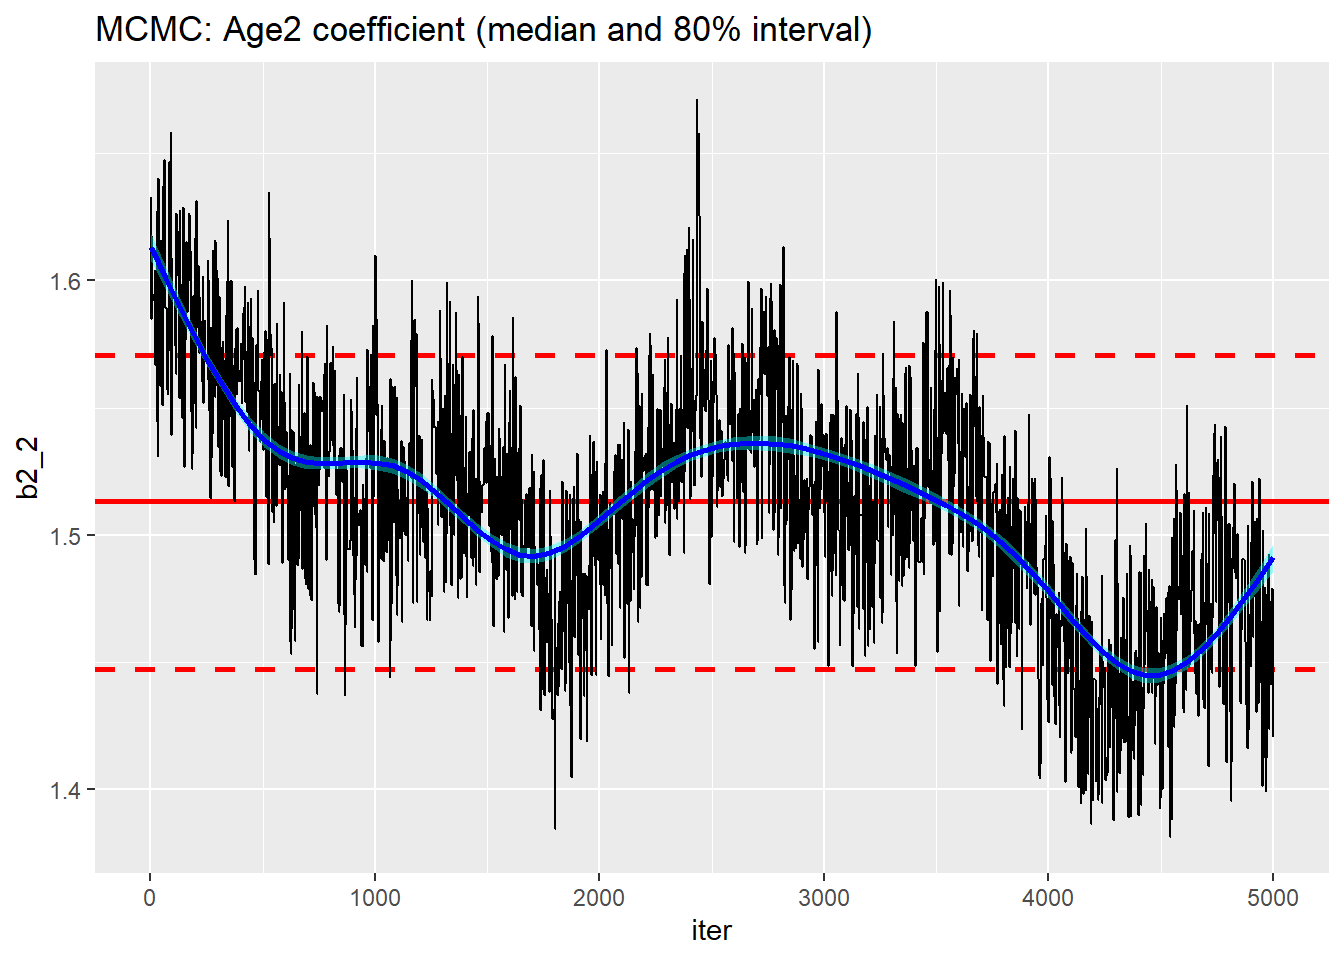 MCMC: Age2 coefficient (median and 80% interval)
b2_2
1.6
1.5
1.4
0 1000 2000 3000 4000 5000
iter